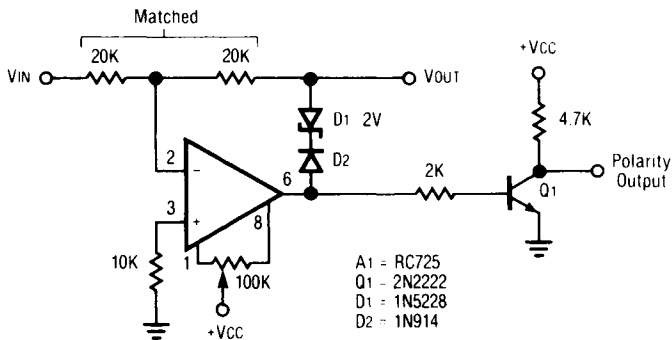 Matched
20K
20K
VIN
VOUT
+VCC
D1 2V
4.7K
D2
2
−
6
2K
Q1
Polarity
Output
3
+
8
1
10K
100K
+VCC
A1 = RC725
Q1 = 2N2222
D1 = 1N5228
D2 = 1N914